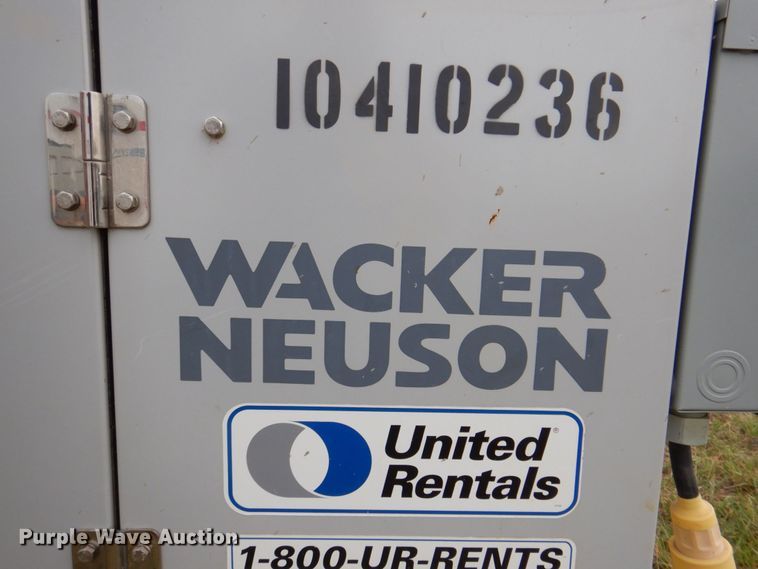 10410236
WACKER
NEUSON
United
Rentals
1-800-UR-RENTS
Purple Wave Auction